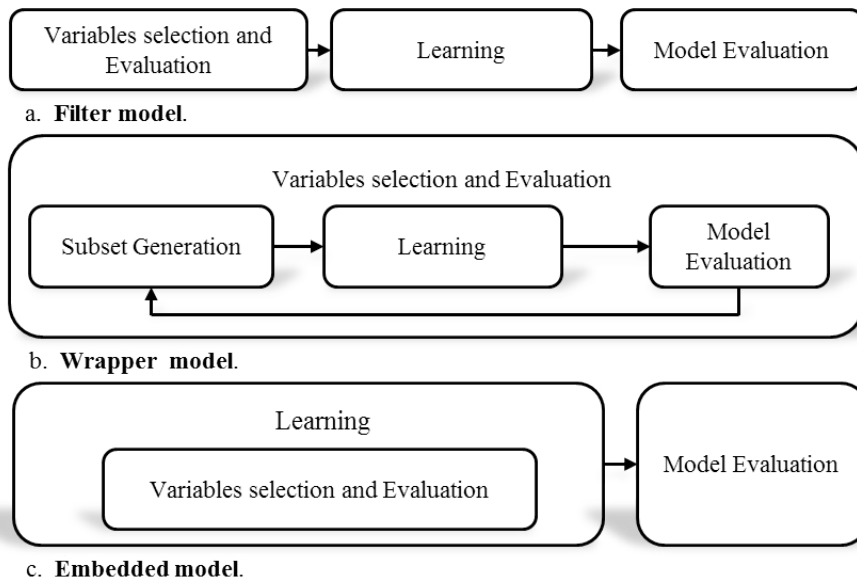 Variables selection and
Evaluation
Learning
Model Evaluation
a. Filter model.
Variables selection and Evaluation
Subset Generation
Learning
Model
Evaluation
b. Wrapper model.
Learning
Variables selection and Evaluation
Model Evaluation
c. Embedded model.